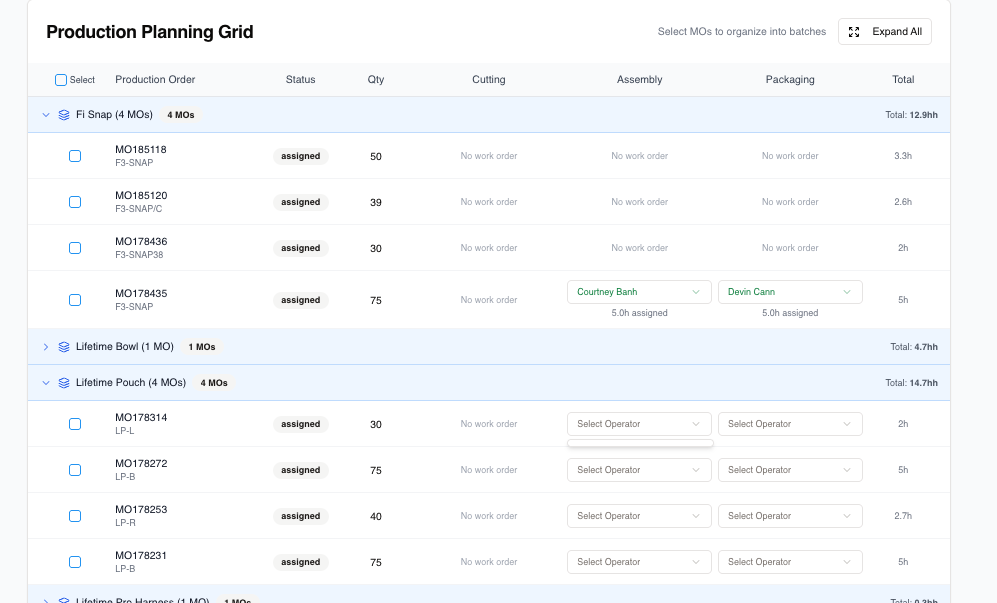 Production Planning Grid
Select MOs to organize into batches
Expand All
Select Production Order Status Qty Cutting Assembly Packaging Total
Fi Snap (4 MOs) 4 MOs Total: 12.9hh
MO185118 assigned 50 No work order No work order No work order 3.3h
F3-SNAP
MO185120 assigned 39 No work order No work order No work order 2.6h
F3-SNAP/C
MO178436 assigned 30 No work order No work order No work order 2h
F3-SNAP38
MO178435 assigned 75 No work order Courtney Banh Devin Cann 5h
F3-SNAP 5.0h assigned 5.0h assigned
Lifetime Bowl (1 MO) 1 MOs Total: 4.7hh
Lifetime Pouch (4 MOs) 4 MOs Total: 14.7hh
MO178314 assigned 30 No work order Select Operator Select Operator 2h
LP-L
MO178272 assigned 75 No work order Select Operator Select Operator 5h
LP-B
MO178253 assigned 40 No work order Select Operator Select Operator 2.7h
LP-R
MO178231 assigned 75 No work order Select Operator Select Operator 5h
LP-B
Lifetime Pro Harness (1 MO) 1 MOs Total: 0.3hh